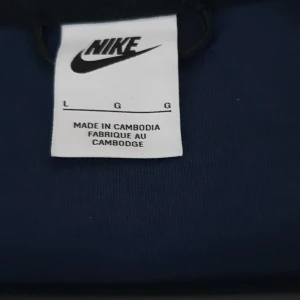 NIKE
L G G
MADE IN CAMBODIA
FABRIQUE AU
CAMBODGE